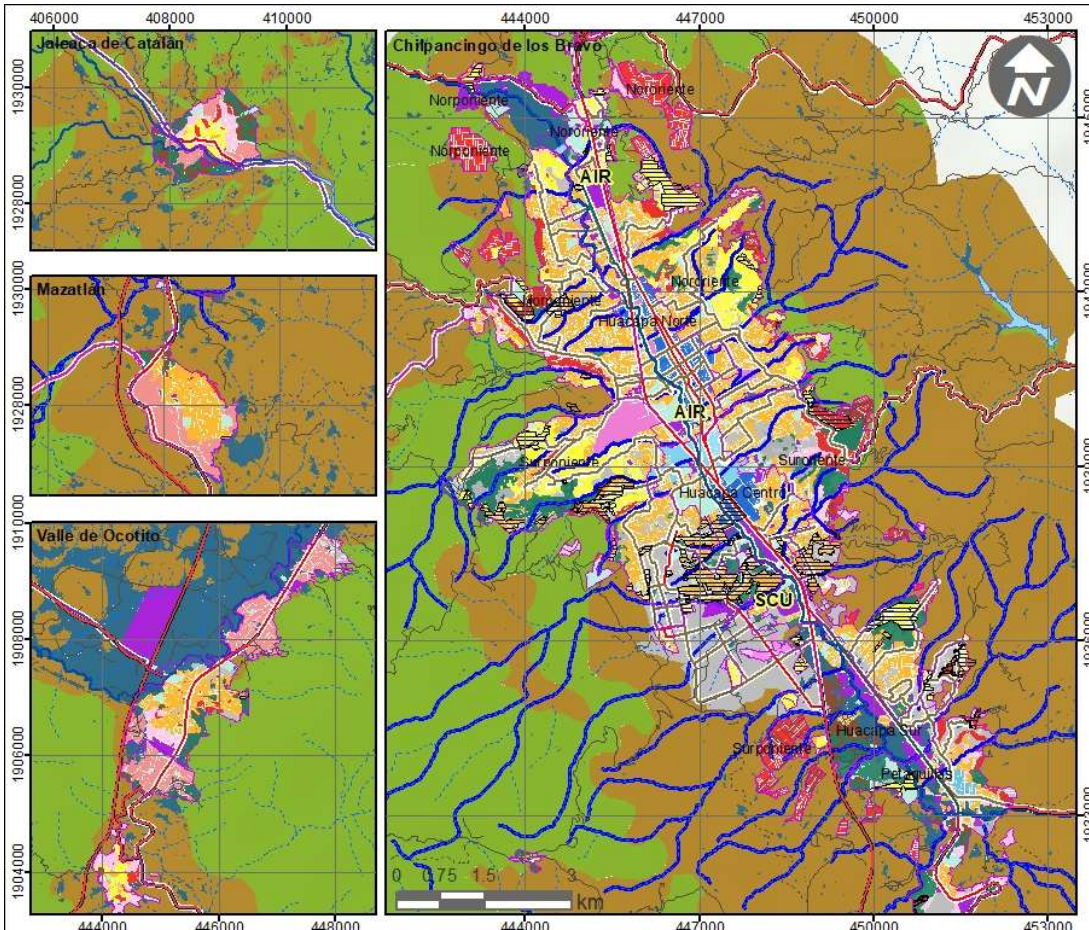 406000 408000 410000 444000 447000 450000 453000
Jaleaca de Catalán
Chilpancingo de los Bravo
N
1930000
1928000
Norponiente
Nororiente
Nororiente
Norponiente
AIR
Mazatlán
1930000
1928000
Nororiente
Norponiente
Huacapa Norte
AIR
Surponiente
Suroriente
Huacapa Centro
Valle de Ocotito
1910000
1908000
1906000
1904000
SCU
Huacapa Sur
Surponiente
Petaquillas
0 0.75 1.5 3
km
444000 446000 448000 444000 447000 450000 453000